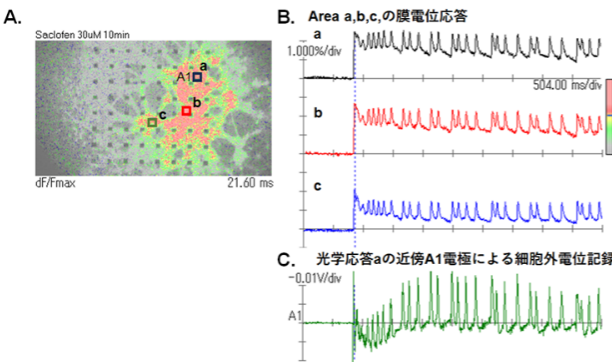 A.
Saclofen 30uM 10min
A1
a
b
c
dF/Fmax
21.60 ms
B. Area a,b,c,の膜電位応答
a
1.000%/div
504.00 ms/div
b
c
C. 光学応答aの近傍A1電極による細胞外電位記録
-0.01V/div
A1